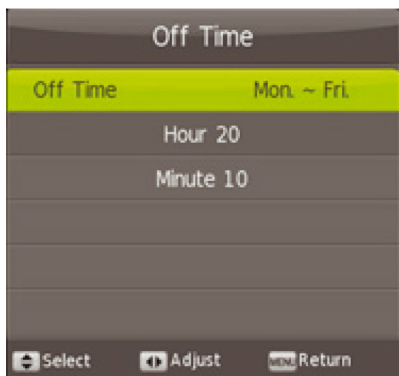 Off Time
Off Time Mon. ~ Fri.
Hour 20
Minute 10
Select Adjust MENU Return